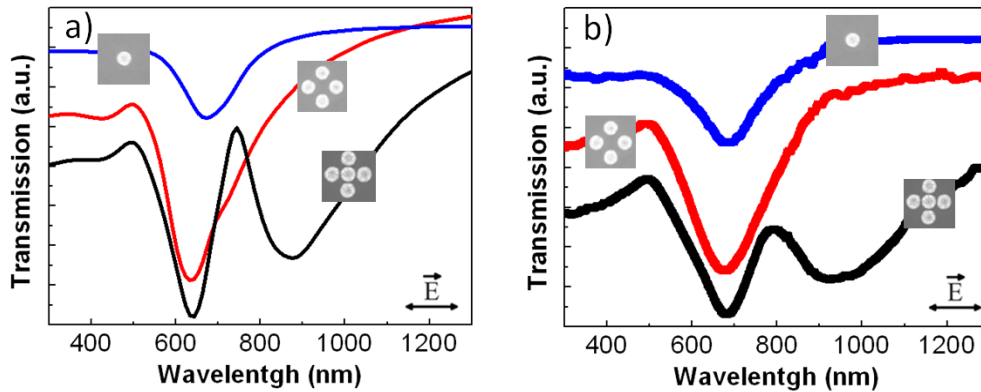 a)
Transmission (a.u.)
E
400 600 800 1000 1200
Wavelentgh (nm)
b)
Transmission (a.u.)
E
400 600 800 1000 1200
Wavelentgh (nm)